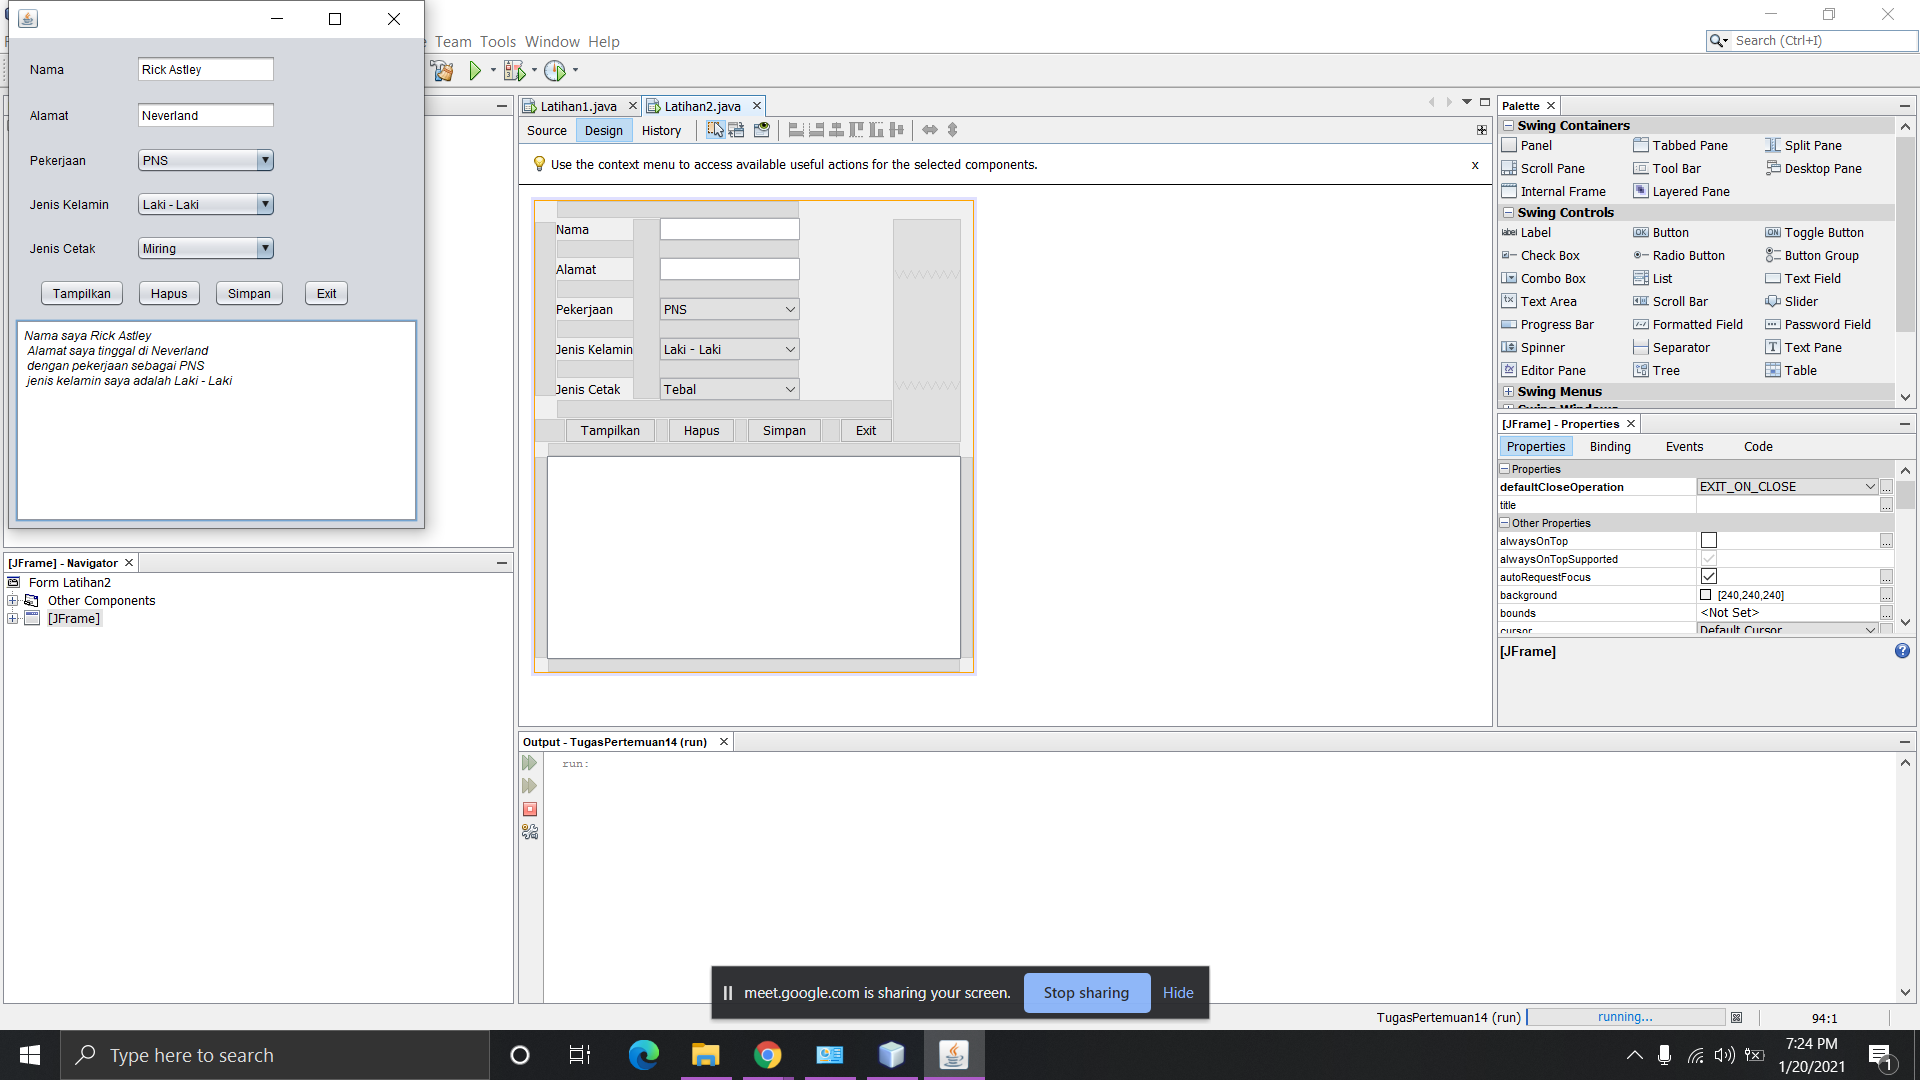 Team Tools Window Help
Search (Ctrl+I)
Nama
Rick Astley
Alamat
Neverland
Pekerjaan
PNS
Jenis Kelamin
Laki - Laki
Jenis Cetak
Miring
Tampilkan Hapus Simpan Exit
Nama saya Rick Astley
Alamat saya tinggal di Neverland
dengan pekerjaan sebagai PNS
jenis kelamin saya adalah Laki - Laki
[JFrame] - Navigator
Form Latihan2
Other Components
[JFrame]
Latihan1.java Latihan2.java
Source Design History
Use the context menu to access available useful actions for the selected components. x
Nama
Alamat
Pekerjaan PNS
Jenis Kelamin Laki - Laki
Jenis Cetak Tebal
Tampilkan Hapus Simpan Exit
Palette
Swing Containers
Panel Tabbed Pane Split Pane
Scroll Pane Tool Bar Desktop Pane
Internal Frame Layered Pane
Swing Controls
Label Button Toggle Button
Check Box Radio Button Button Group
Combo Box List Text Field
Text Area Scroll Bar Slider
Progress Bar Formatted Field Password Field
Spinner Separator Text Pane
Editor Pane Tree Table
Swing Menus
Swing Windows
[JFrame] - Properties
Properties Binding Events Code
Properties
defaultCloseOperation EXIT_ON_CLOSE ...
title ...
Other Properties
alwaysOnTop ...
alwaysOnTopSupported
autoRequestFocus ...
background [240,240,240] ...
bounds <Not Set> ...
cursor Default Cursor
[JFrame]
Output - TugasPertemuan14 (run)
run:
meet.google.com is sharing your screen. Stop sharing Hide
TugasPertemuan14 (run) running... 94:1
Type here to search
7:24 PM
1/20/2021
1